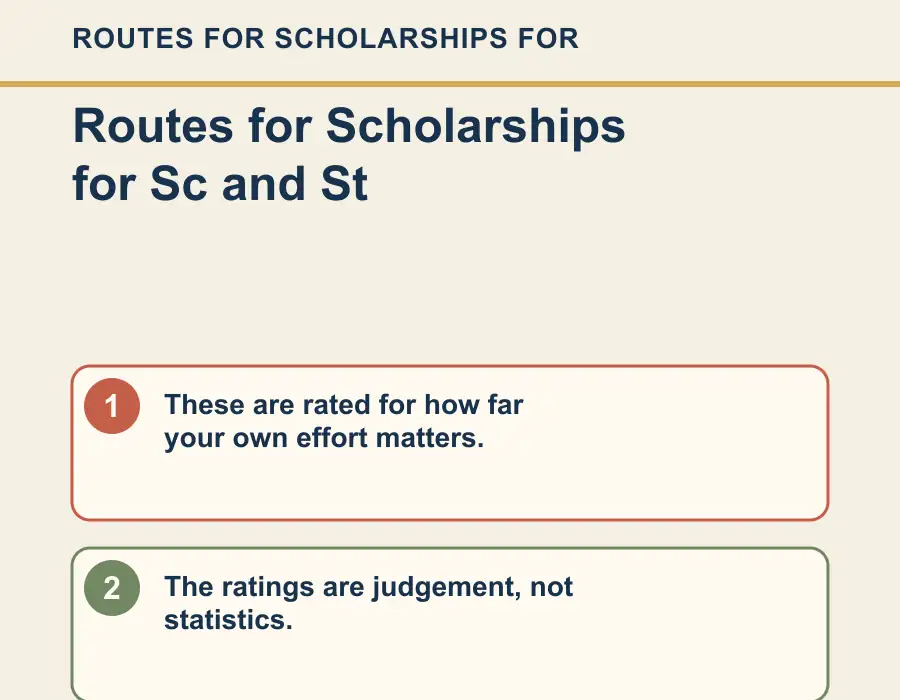 ROUTES FOR SCHOLARSHIPS FOR
Routes for Scholarships
for Sc and St
1
These are rated for how far
your own effort matters.
2
The ratings are judgement, not
statistics.